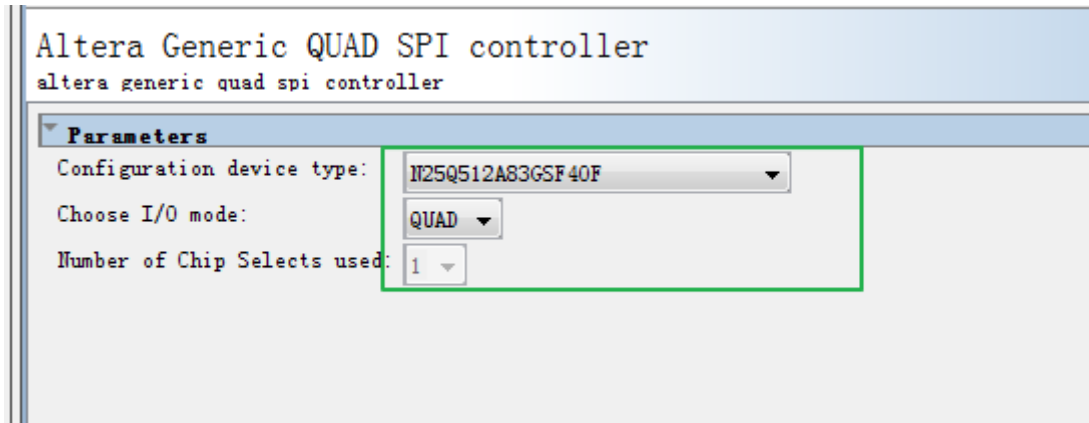 Altera Generic QUAD SPI controller
altera generic quad spi controller
Parameters
Configuration device type: N25Q512A83GSF40F
Choose I/O mode: QUAD
Number of Chip Selects used: 1